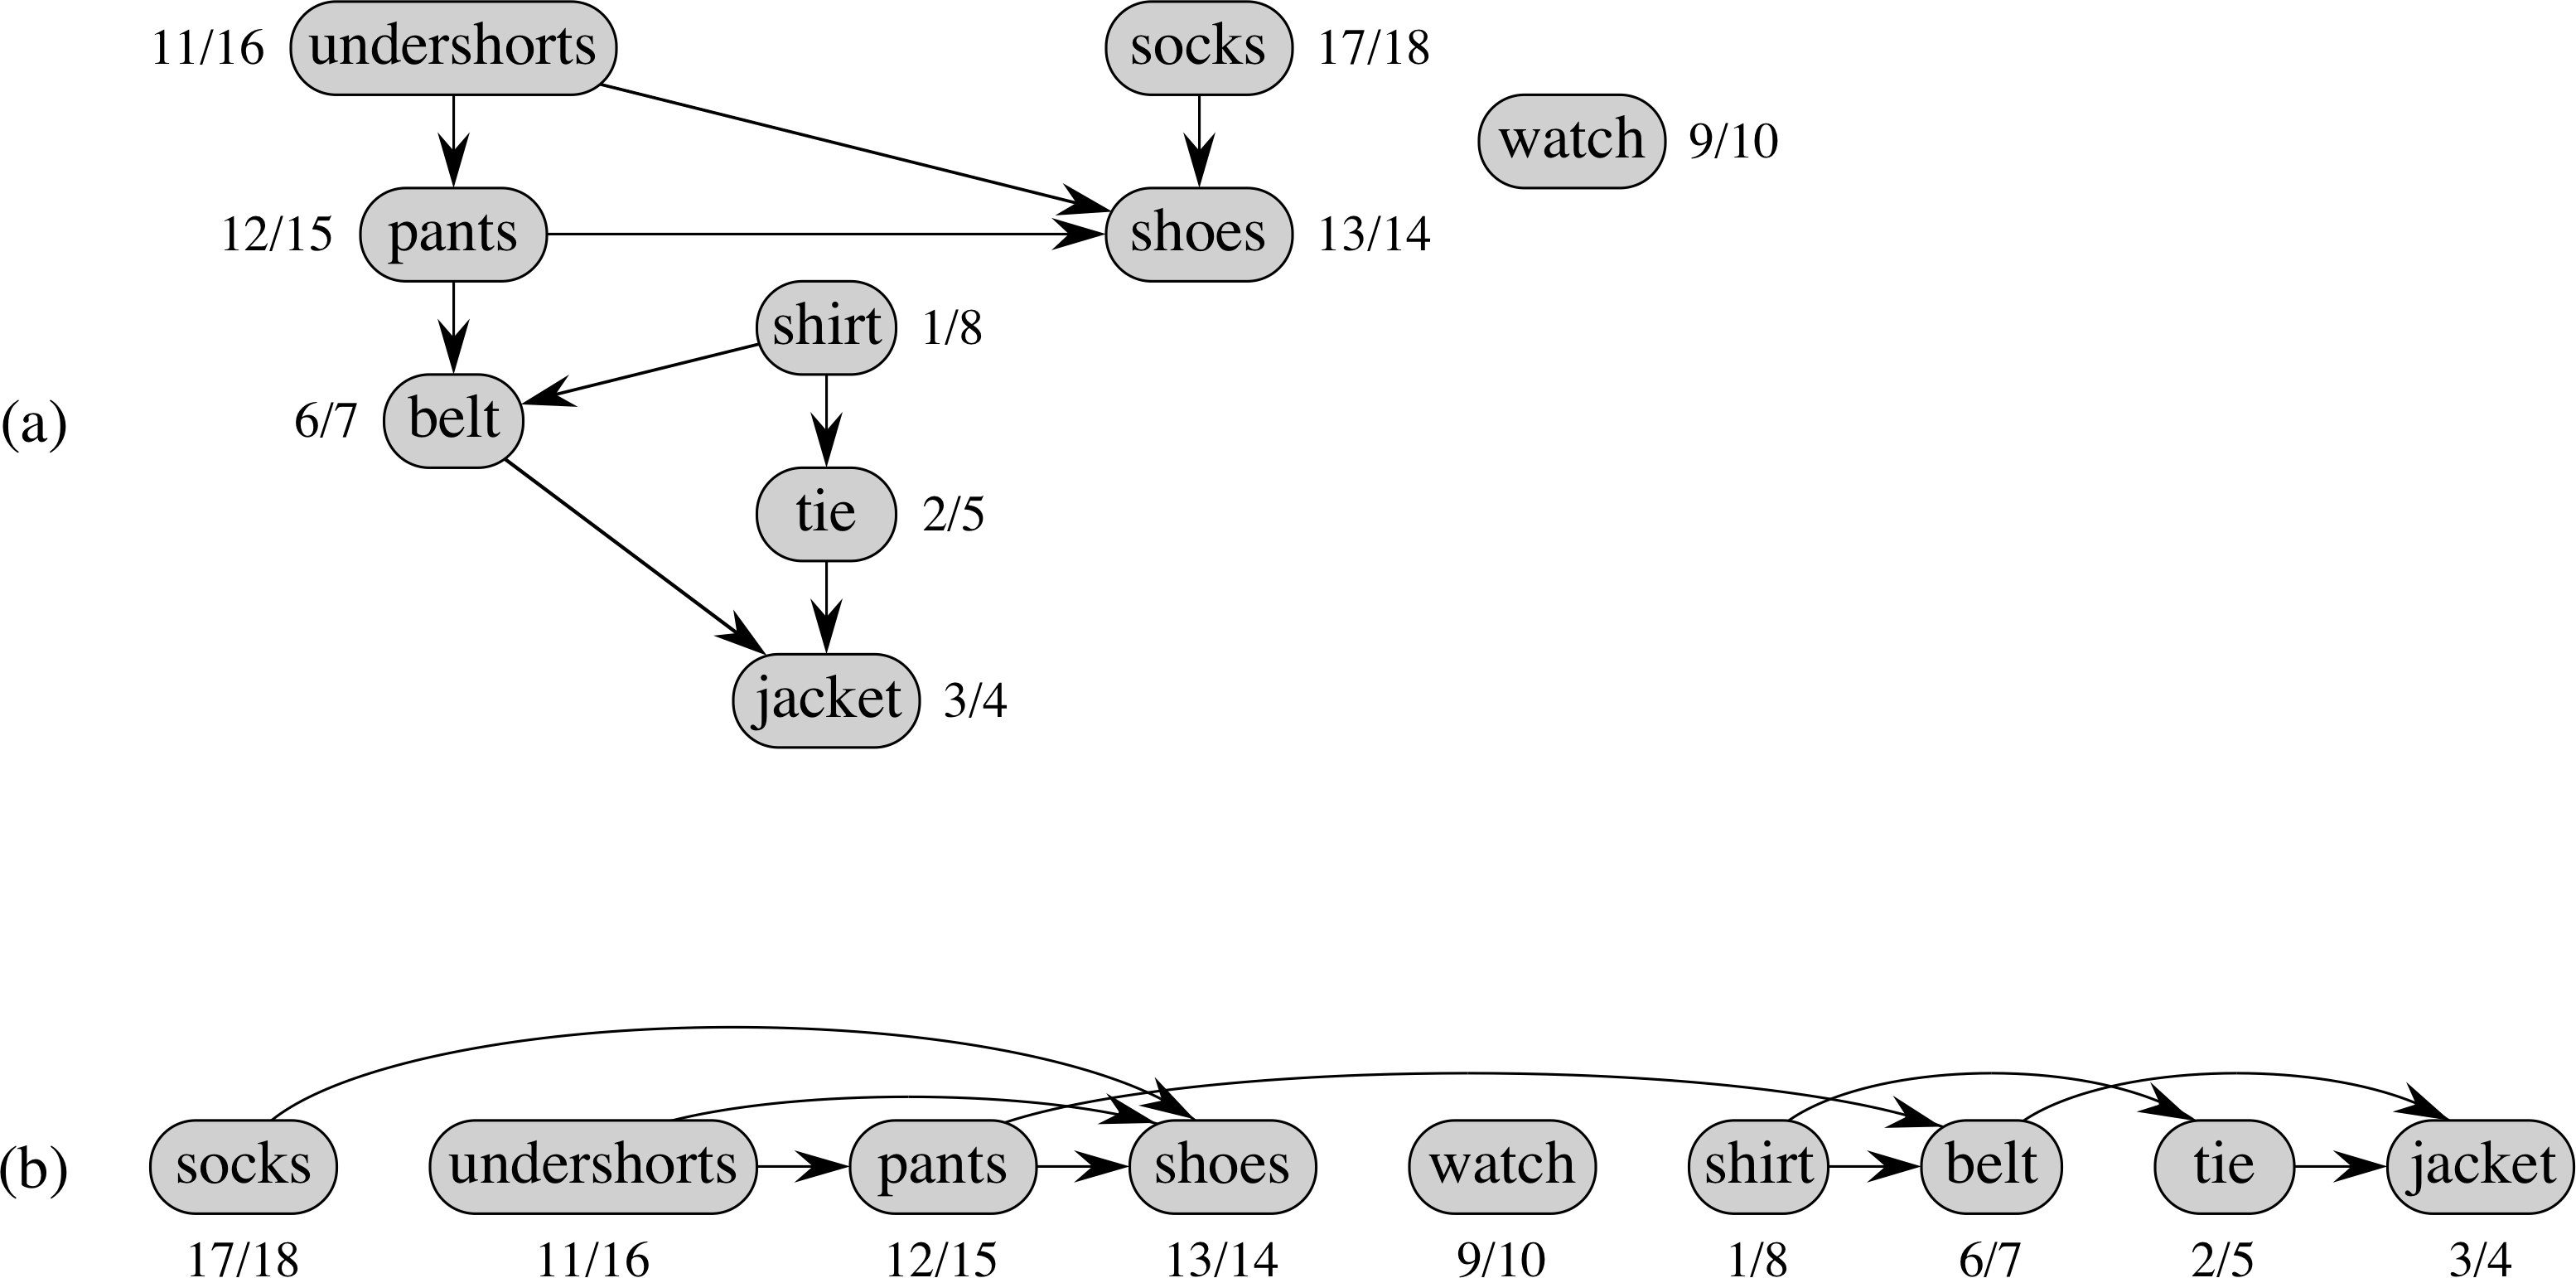 11/16 undershorts socks 17/18
watch 9/10
12/15 pants shoes 13/14
shirt 1/8
(a) 6/7 belt
tie 2/5
jacket 3/4
(b) socks undershorts pants shoes watch shirt belt tie jacket
17/18 11/16 12/15 13/14 9/10 1/8 6/7 2/5 3/4